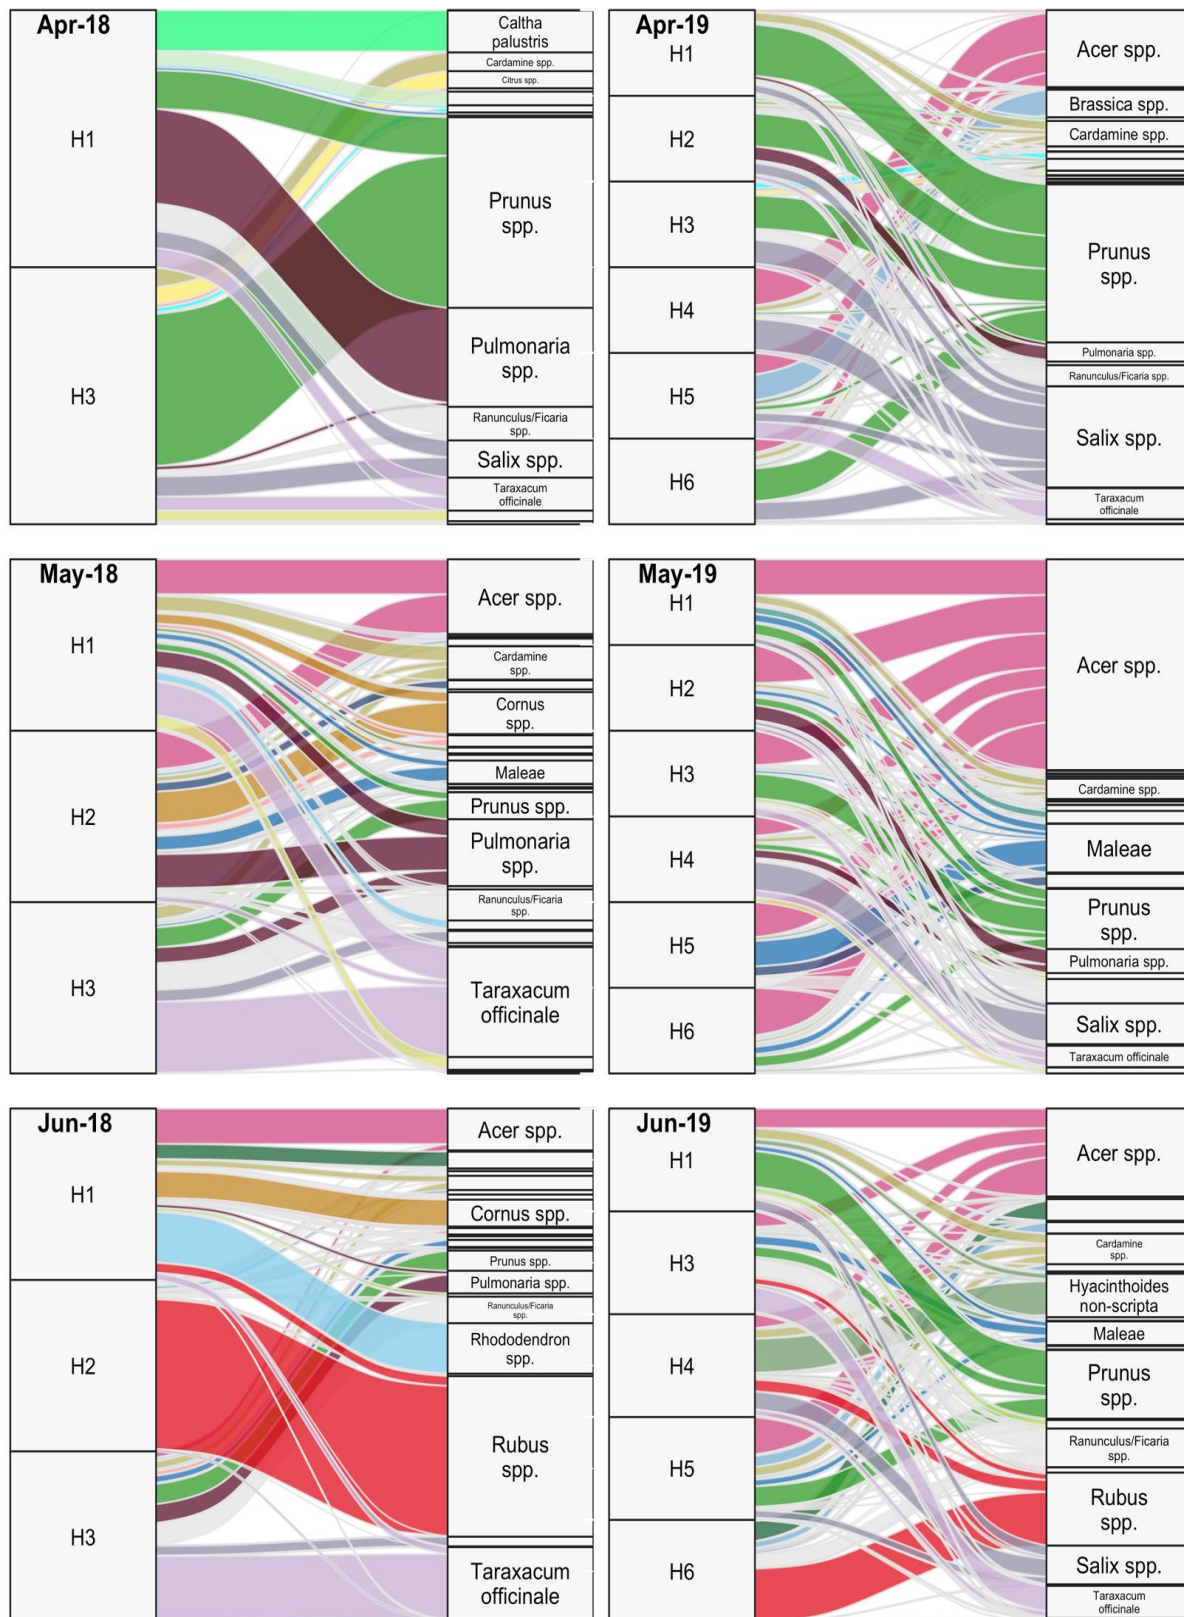 Apr-18
H1
H3
Caltha
palustris
Cardamine spp.
Citrus spp.
Prunus
spp.
Pulmonaria
spp.
Ranunculus/Ficaria
spp.
Salix spp.
Taraxacum
officinale
Apr-19
H1
H2
H3
H4
H5
H6
Acer spp.
Brassica spp.
Cardamine spp.
Prunus
spp.
Pulmonaria spp.
Ranunculus/Ficaria spp.
Salix spp.
Taraxacum
officinale
May-18
H1
H2
H3
Acer spp.
Cardamine
spp.
Cornus
spp.
Maleae
Prunus spp.
Pulmonaria
spp.
Ranunculus/Ficaria
spp.
Taraxacum
officinale
May-19
H1
H2
H3
H4
H5
H6
Acer spp.
Cardamine spp.
Maleae
Prunus
spp.
Pulmonaria spp.
Salix spp.
Taraxacum officinale
Jun-18
H1
H2
H3
Acer spp.
Cornus spp.
Prunus spp.
Pulmonaria spp.
Ranunculus/Ficaria
spp.
Rhododendron
spp.
Rubus
spp.
Taraxacum
officinale
Jun-19
H1
H3
H4
H5
H6
Acer spp.
Cardamine
spp.
Hyacinthoides
non-scripta
Maleae
Prunus
spp.
Ranunculus/Ficaria
spp.
Rubus
spp.
Salix spp.
Taraxacum
officinale